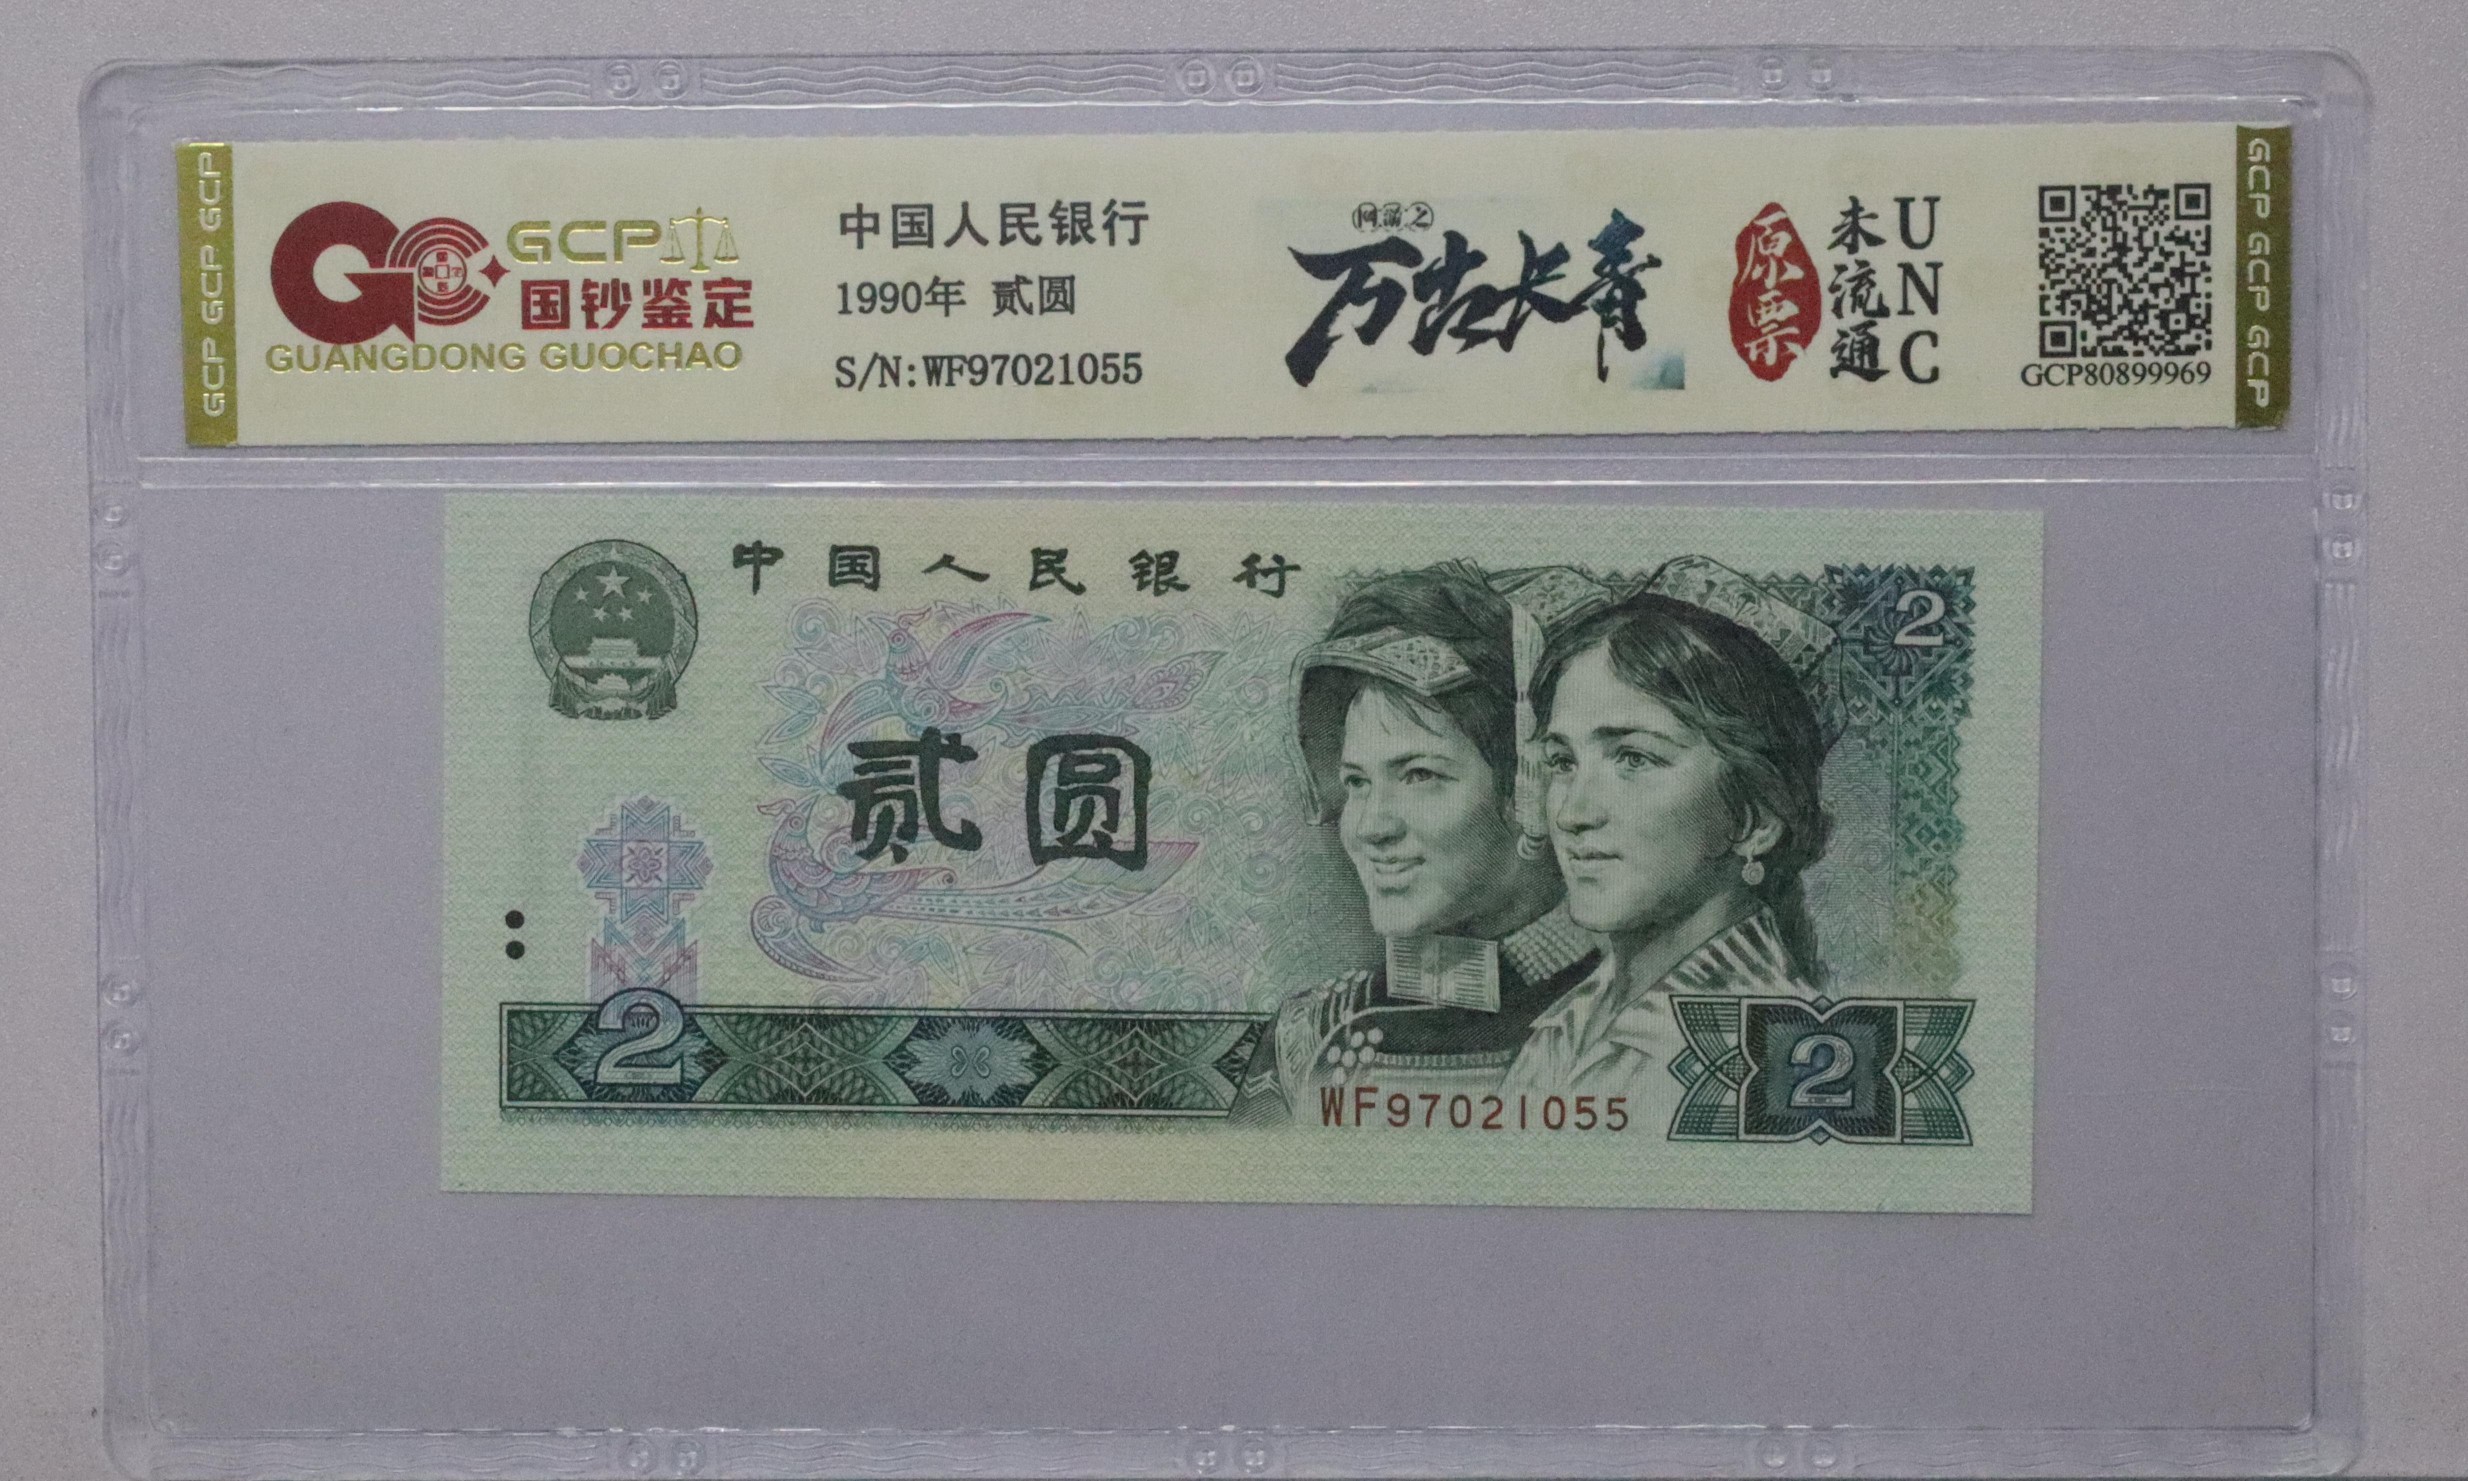 GCP GCP GCP GCP
GCP
国钞鉴定
GUANGDONG GUOCHAO
中国人民银行
1990年 贰圆
S/N:WF97021055
万古长青
原票
未流通
UNC
GCP80899969
GCP GCP GCP GCP
中国人民银行
2
贰圆
2
WF97021055
2